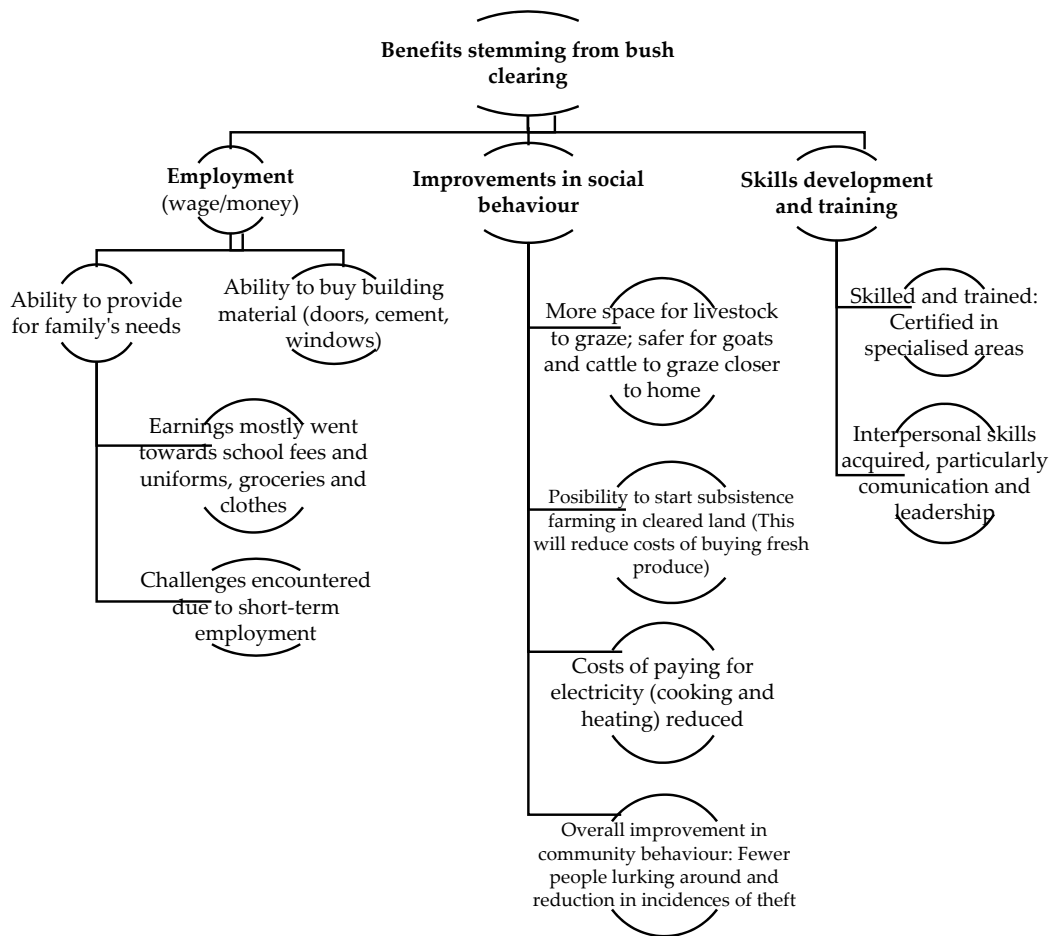 Benefits stemming from bush
clearing
Employment
(wage/money)
Improvements in social
behaviour
Skills development
and training
Ability to provide
for family's needs
Ability to buy building
material (doors, cement,
windows)
Earnings mostly went
towards school fees and
uniforms, groceries and
clothes
Challenges encountered
due to short-term
employment
More space for livestock
to graze; safer for goats
and cattle to graze closer
to home
Posibility to start subsistence
farming in cleared land (This
will reduce costs of buying fresh
produce)
Costs of paying for
electricity (cooking and
heating) reduced
Overall improvement in
community behaviour: Fewer
people lurking around and
reduction in incidences of theft
Skilled and trained:
Certified in
specialised areas
Interpersonal skills
acquired, particularly
comunication and
leadership